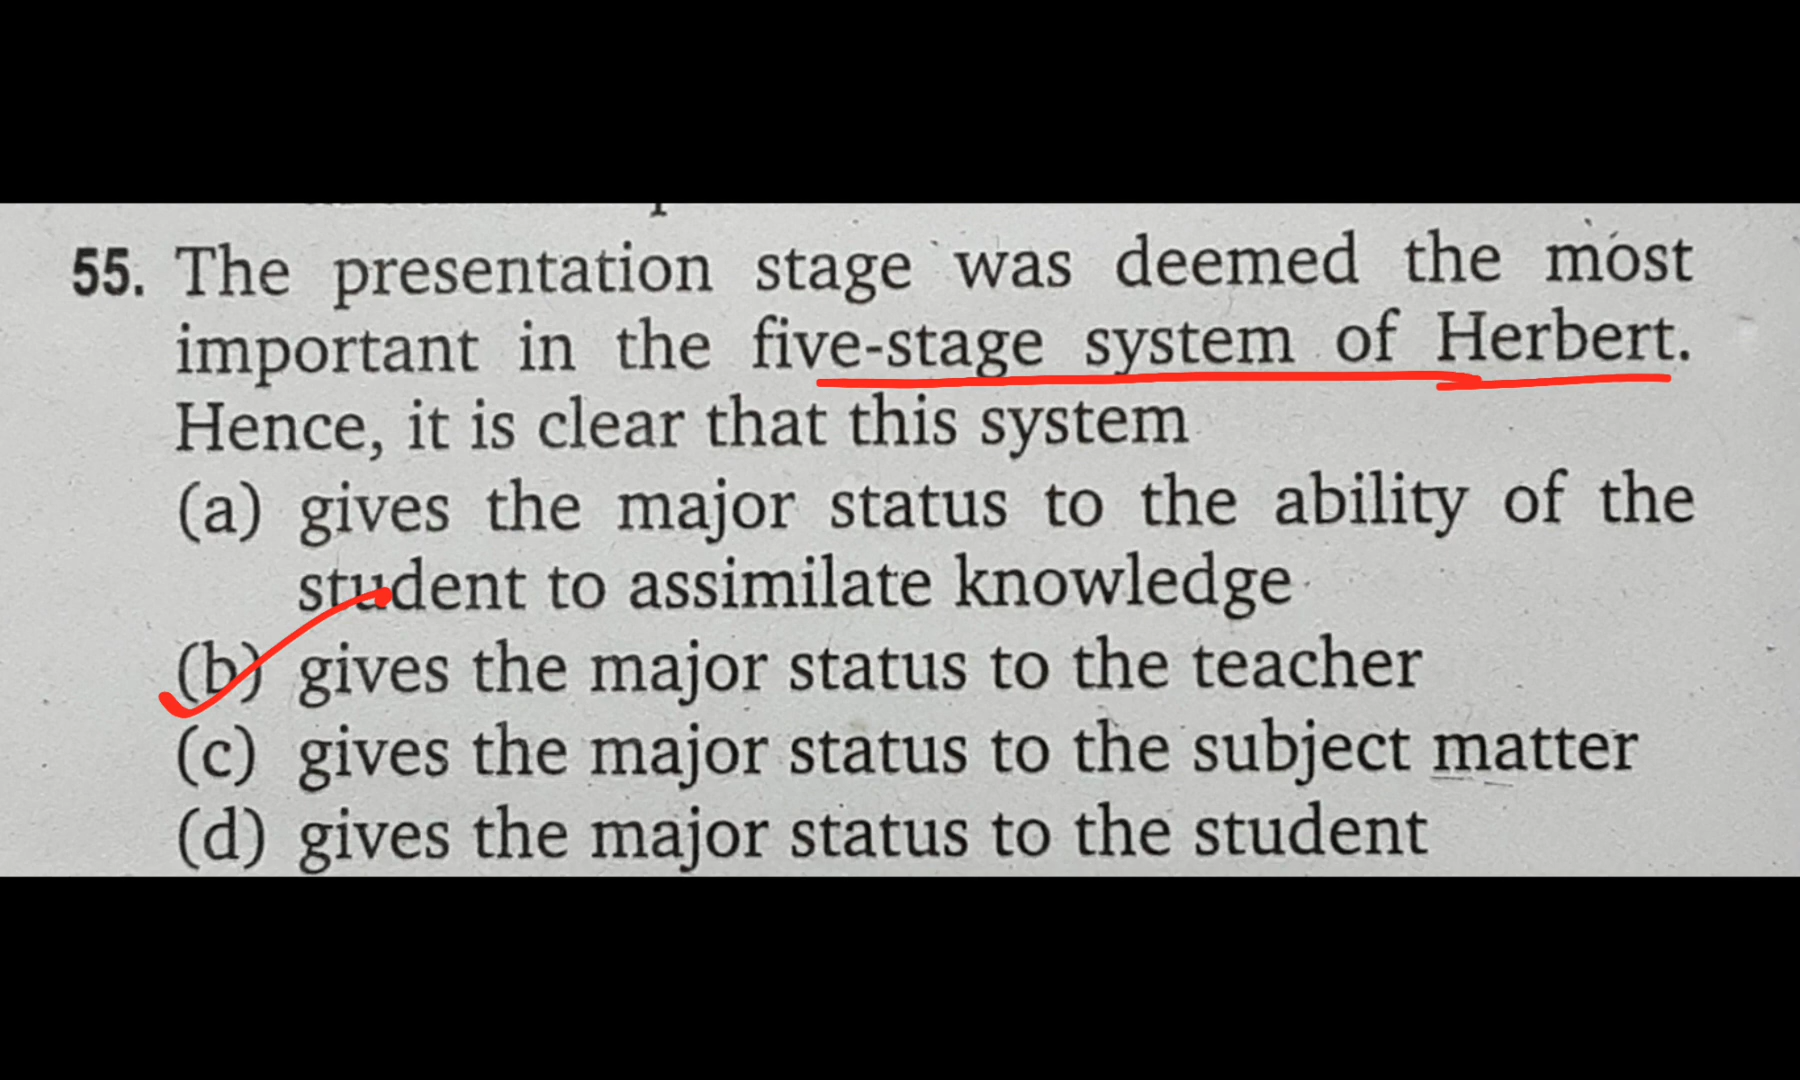 55. The presentation stage was deemed the most
important in the five-stage system of Herbert.
Hence, it is clear that this system
(a) gives the major status to the ability of the
student to assimilate knowledge
(b) gives the major status to the teacher
(c) gives the major status to the subject matter
(d) gives the major status to the student